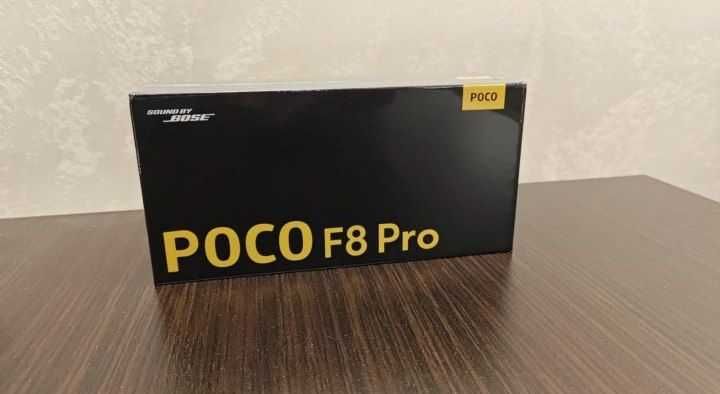 SOUND BY
BOSE
POCO
POCO F8 Pro